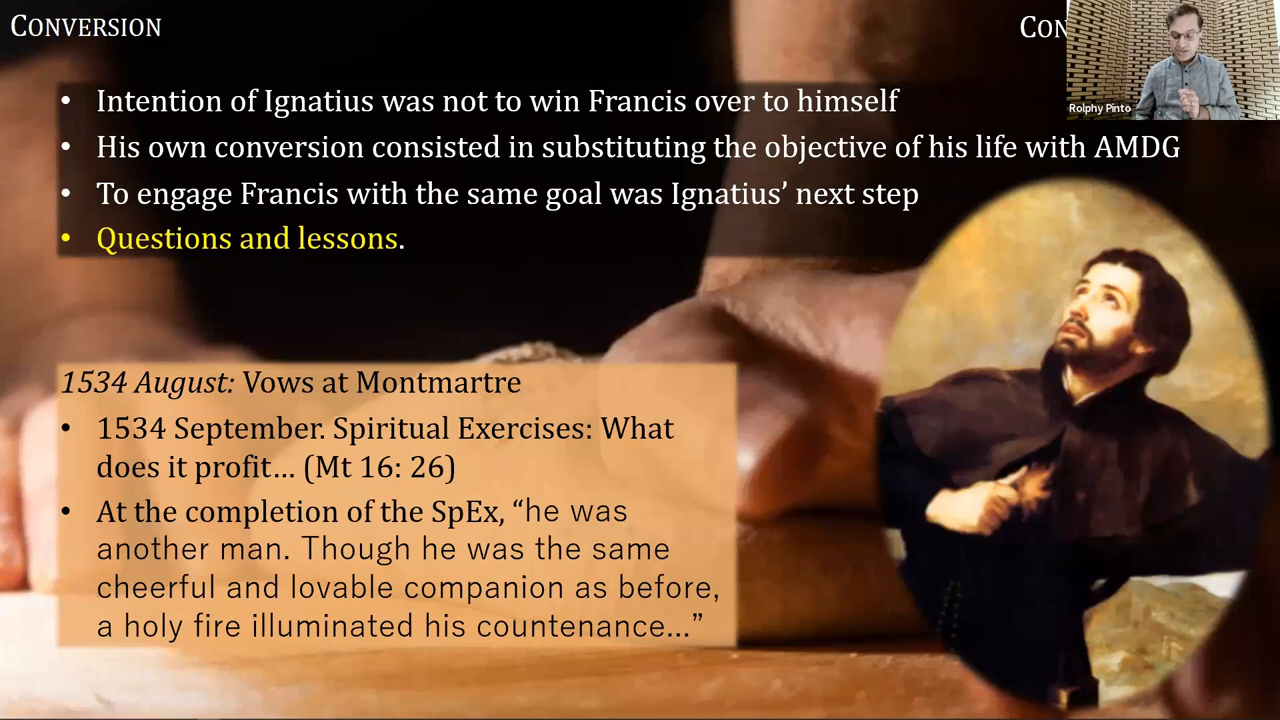 CONVERSION
CON
Rolphy Pinto
• Intention of Ignatius was not to win Francis over to himself
• His own conversion consisted in substituting the objective of his life with AMDG
• To engage Francis with the same goal was Ignatius’ next step
• Questions and lessons.
1534 August: Vows at Montmartre
• 1534 September. Spiritual Exercises: What
does it profit… (Mt 16: 26)
• At the completion of the SpEx, “he was
another man. Though he was the same
cheerful and lovable companion as before,
a holy fire illuminated his countenance…”